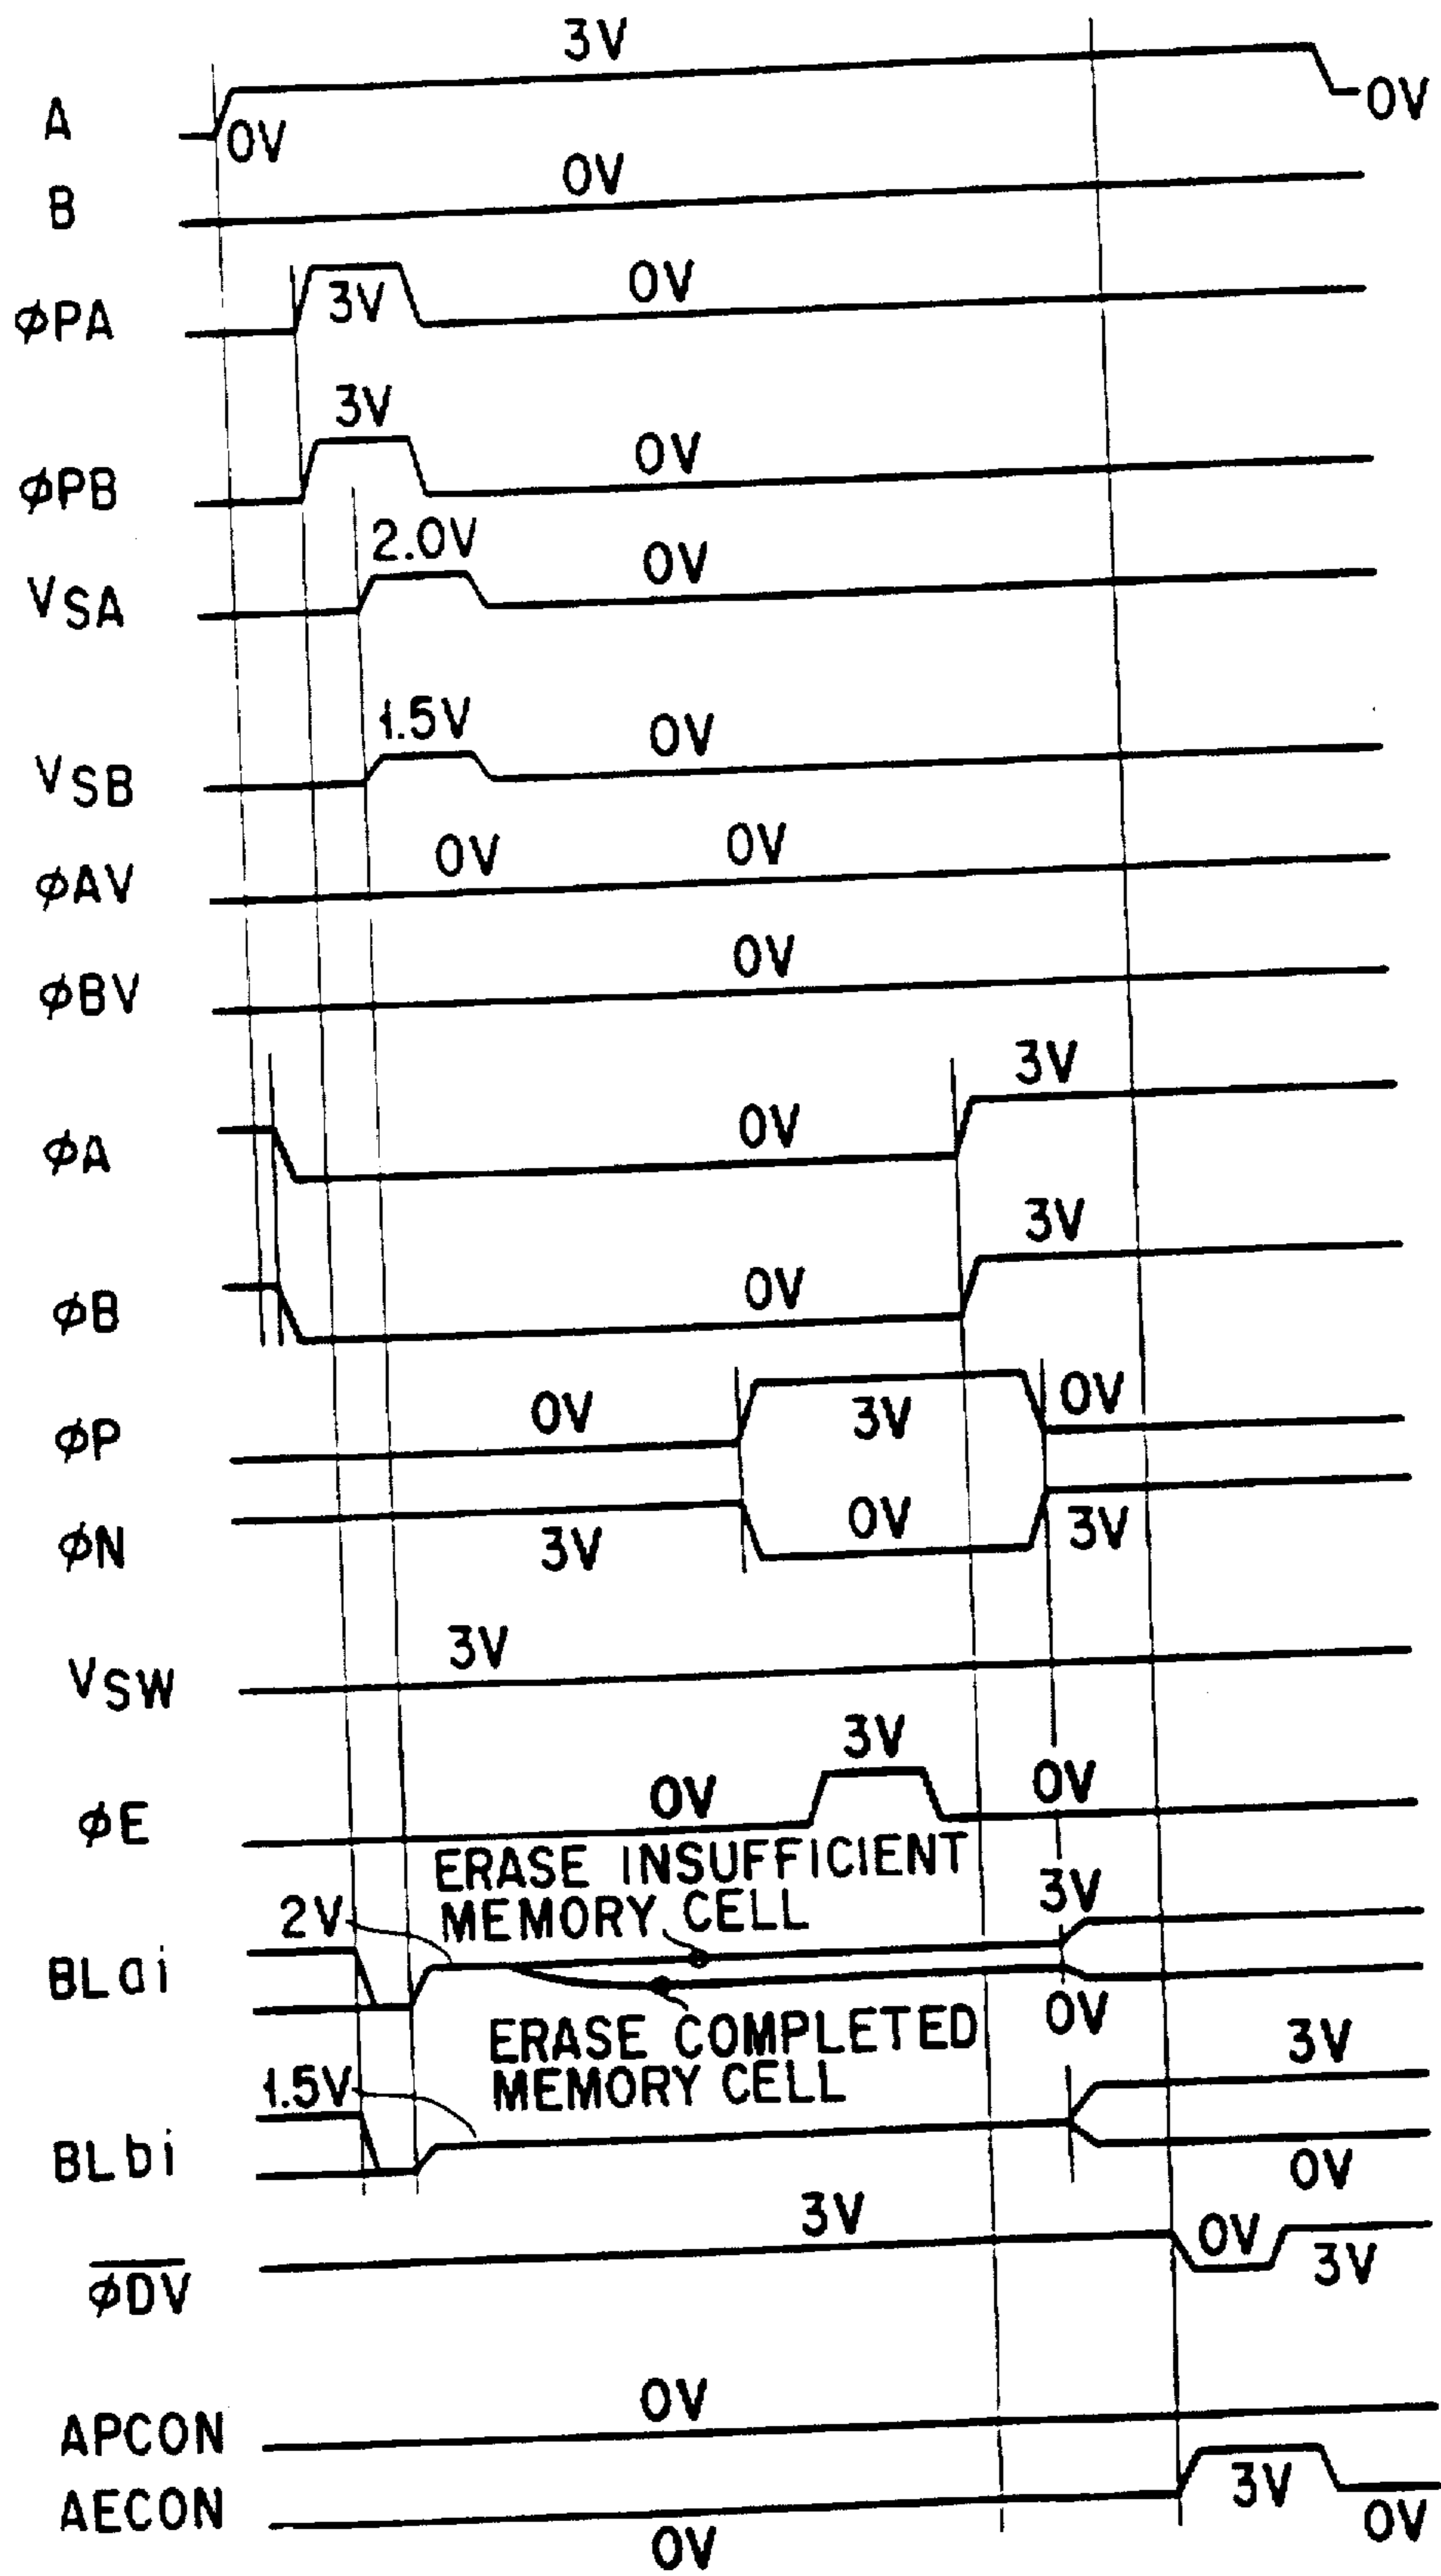 3V
A
0V
0V
B
0V
ϕPA
3V
0V
ϕPB
3V
0V
VSA
2.0V
0V
VSB
1.5V
0V
ϕAV
0V
0V
ϕBV
0V
ϕA
0V
3V
ϕB
0V
3V
ϕP
0V
3V
0V
ϕN
3V
0V
3V
VSW
3V
ϕE
0V
3V
0V
ERASE INSUFFICIENT
MEMORY CELL
BLai
2V
3V
0V
ERASE COMPLETED
MEMORY CELL
BLbi
1.5V
3V
0V
ϕDV
3V
0V
3V
APCON
0V
AECON
0V
3V
0V